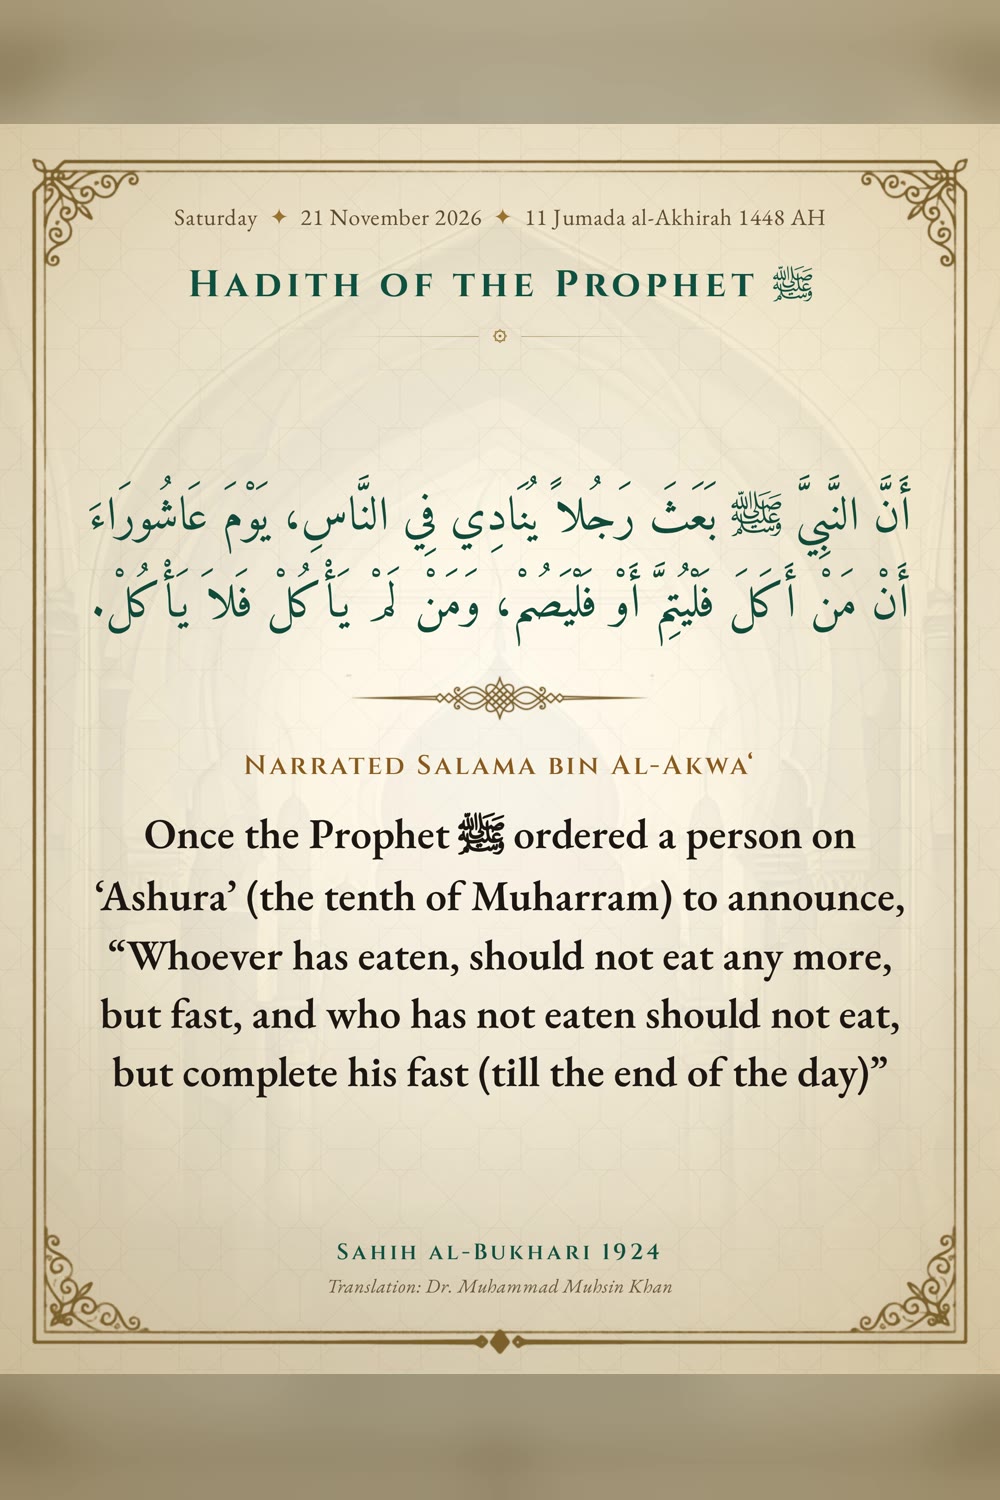 Saturday ✦ 21 November 2026 ✦ 11 Jumada al-Akhirah 1448 AH
Hadith of the Prophet ﷺ
أَنَّ النَّبِيَّ ﷺ بَعَثَ رَجُلاً يُنَادِي فِي النَّاسِ، يَوْمَ عَاشُورَاءَ
أَنْ مَنْ أَكَلَ فَلْيُتِمَّ أَوْ فَلْيَصُمْ، وَمَنْ لَمْ يَأْكُلْ فَلاَ يَأْكُلْ.
Narrated Salama bin Al-Akwa‘
Once the Prophet ﷺ ordered a person on
‘Ashura’ (the tenth of Muharram) to announce,
“Whoever has eaten, should not eat any more,
but fast, and who has not eaten should not eat,
but complete his fast (till the end of the day)”
Sahih al-Bukhari 1924
Translation: Dr. Muhammad Muhsin Khan